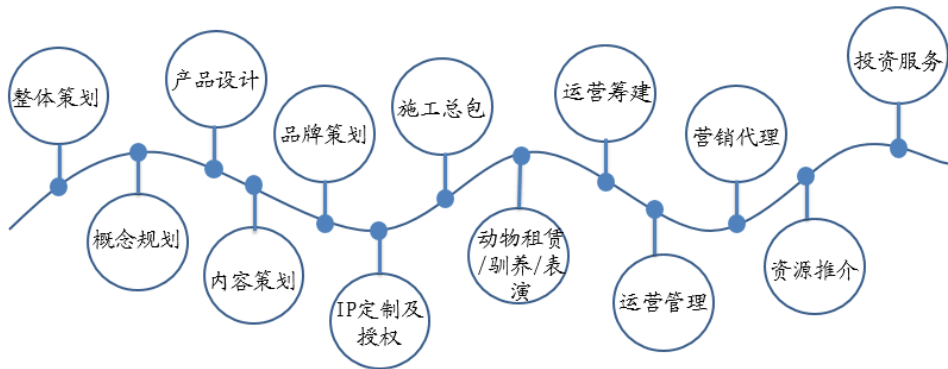 整体策划
概念规划
产品设计
内容策划
品牌策划
IP定制及
授权
施工总包
动物租赁
/驯养/表
演
运营筹建
运营管理
营销代理
资源推介
投资服务